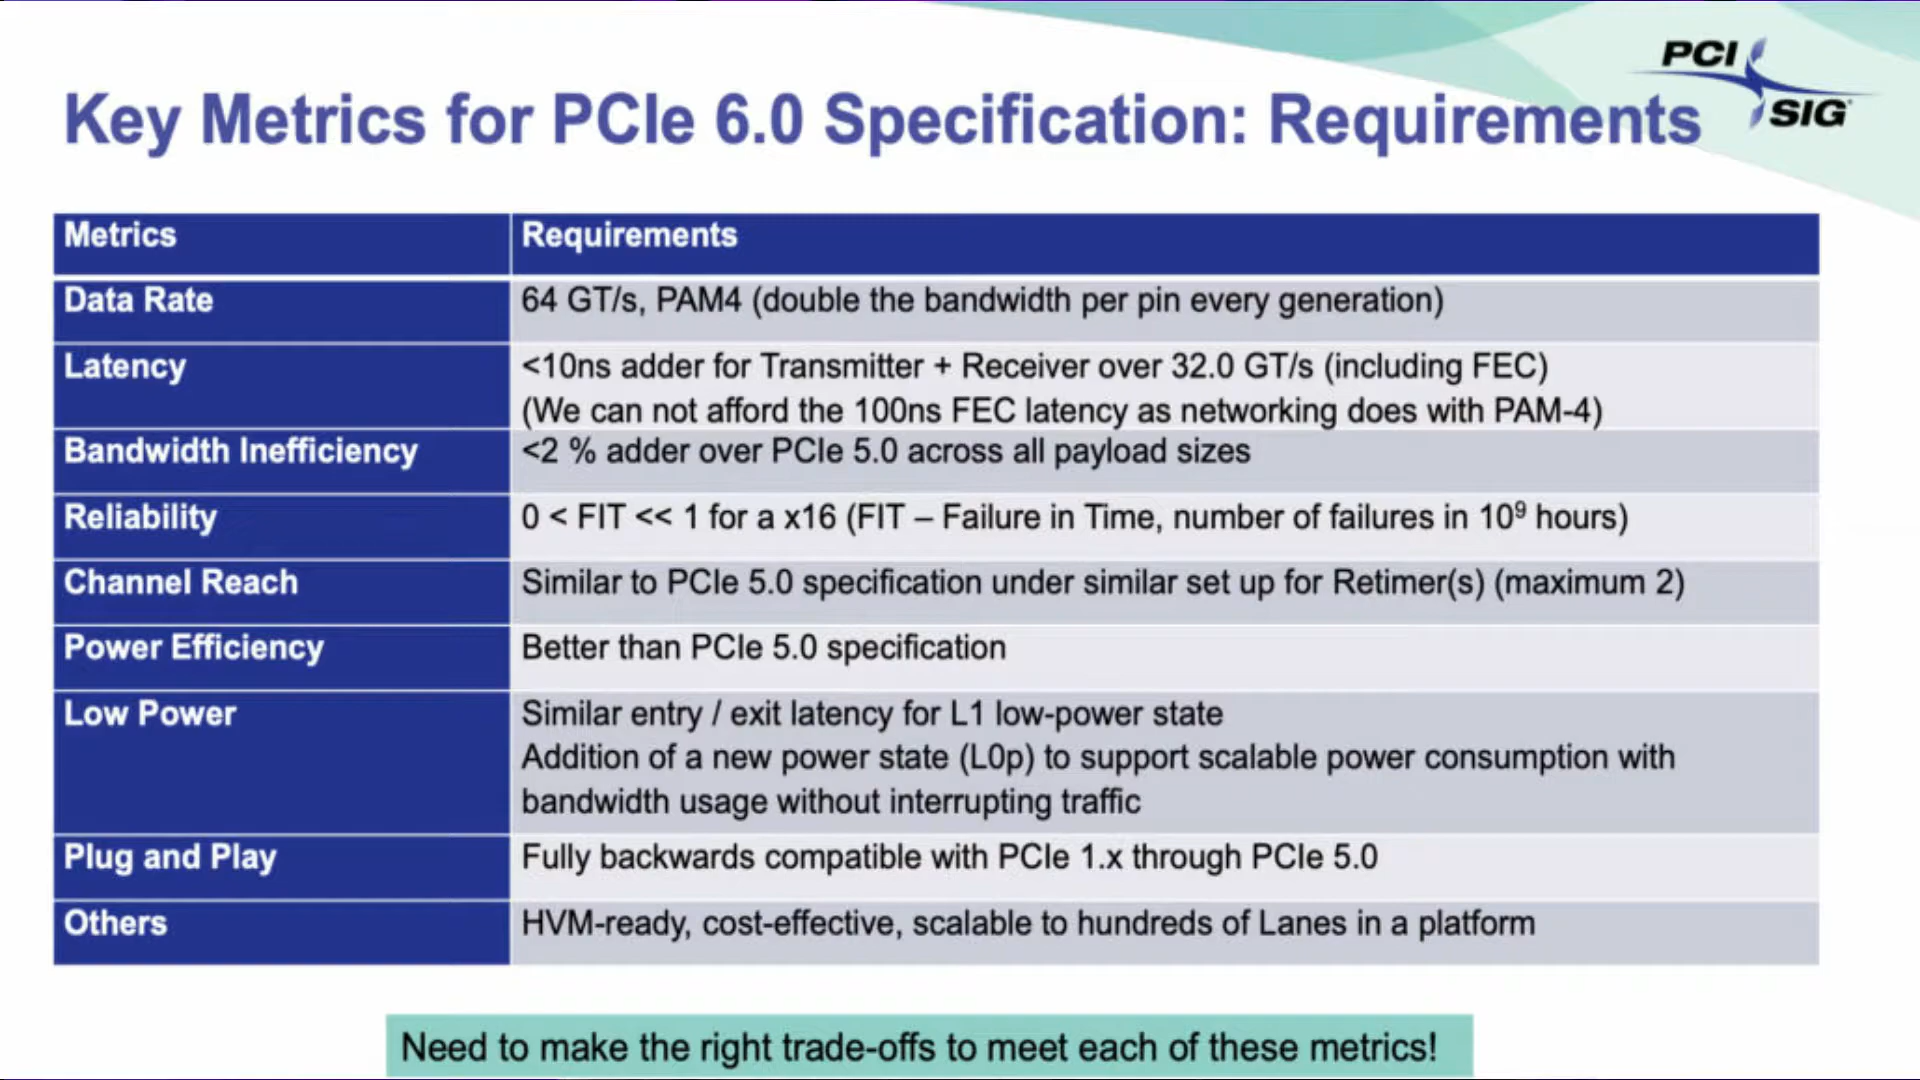 PCI
SIG
Key Metrics for PCIe 6.0 Specification: Requirements
Metrics
Requirements
Data Rate
64 GT/s, PAM4 (double the bandwidth per pin every generation)
Latency
<10ns adder for Transmitter + Receiver over 32.0 GT/s (including FEC)
(We can not afford the 100ns FEC latency as networking does with PAM-4)
Bandwidth Inefficiency
<2 % adder over PCIe 5.0 across all payload sizes
Reliability
0 < FIT << 1 for a x16 (FIT – Failure in Time, number of failures in 10⁹ hours)
Channel Reach
Similar to PCIe 5.0 specification under similar set up for Retimer(s) (maximum 2)
Power Efficiency
Better than PCIe 5.0 specification
Low Power
Similar entry / exit latency for L1 low-power state
Addition of a new power state (L0p) to support scalable power consumption with
bandwidth usage without interrupting traffic
Plug and Play
Fully backwards compatible with PCIe 1.x through PCIe 5.0
Others
HVM-ready, cost-effective, scalable to hundreds of Lanes in a platform
Need to make the right trade-offs to meet each of these metrics!